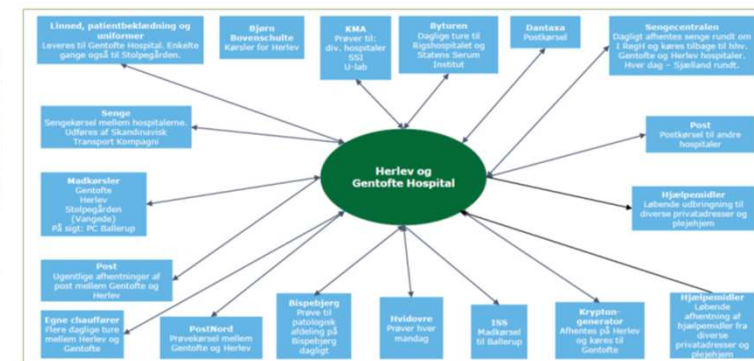 Linned, patientbeklædning og
uniformer
Leveres til Gentofte Hospital. Enkelte
gange også til Stolpegården.
Bjørn
Bovenschulte
Kørsler for Herlev
KMA
Prøver til:
div. hospitaler
SSI
U-lab
Byturen
Daglige ture til
Rigshospitalet og
Statens Serum
Institut
Dantaxa
Postkørsel
Sengecentralen
Dagligt afhentes senge rundt om
I RegH og køres tilbage til hhv.
Gentofte og Herlev hospitaler.
Hver dag – Sjælland rundt.
Senge
Sengekørsel mellem hospitalerne.
Udføres af Skandinavisk
Transport Kompagni
Post
Postkørsel til andre
hospitaler
Herlev og
Gentofte Hospital
Madkørsler
Gentofte
Herlev
Stolpegården
(Vangede)
På sigt: PC Ballerup
Hjælpemidler
Løbende udbringning til
diverse privatadresser og
plejehjem
Post
Ugentlige afhentninger af
post mellem Gentofte og
Herlev
Egne chauffører
Flere daglige ture
mellem Herlev og
Gentofte
PostNord
Prøvekørsel mellem
Gentofte og Herlev
Bispebjerg
Prøve til
patologisk
afdeling på
Bispebjerg
dagligt
Hvidovre
Prøver hver
mandag
ISS
Madkørsel
til Ballerup
Krypton-
generator
Afhentes på Herlev
og køres til
Gentofte
Hjælpemidler
Løbende
afhentning af
hjælpemidler fra
diverse
privatadresser og
plejehjem